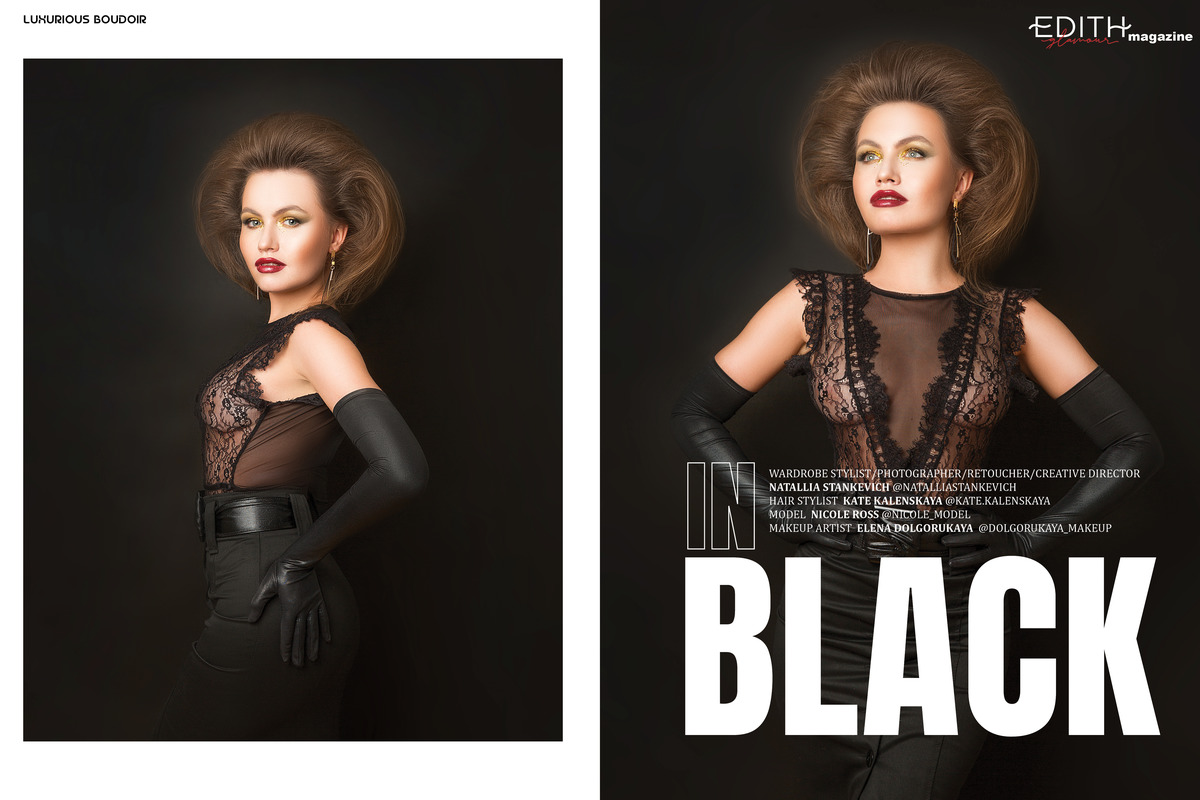 LUXURIOUS BOUDOIR
EDITH
glamour
magazine
IN
WARDROBE STYLIST/PHOTOGRAPHER/RETOUCHER/CREATIVE DIRECTOR
NATALLIA STANKEVICH @NATALLIASTANKEVICH
HAIR STYLIST KATE KALENSKAYA @KATE.KALENSKAYA
MODEL NICOLE ROSS @NICOLE_MODEL
MAKEUP ARTIST ELENA DOLGORUKAYA @DOLGORUKAYA_MAKEUP
BLACK